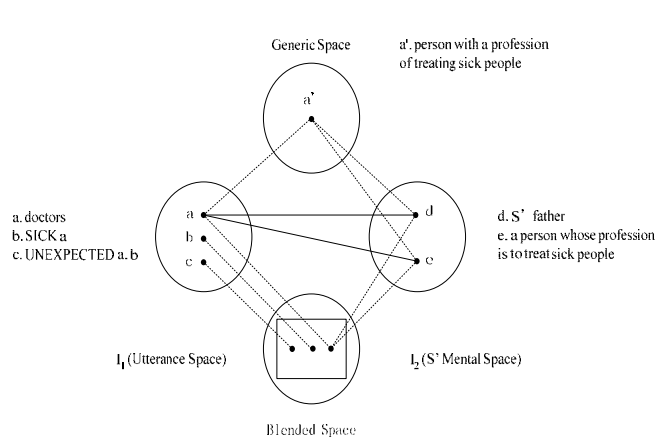 Generic Space
a'. person with a profession
of treating sick people
a'
a. doctors
b. SICK a
c. UNEXPECTED a. b
a
b
c
d
e
d. S' father
e. a person whose profession
is to treat sick people
I₁ (Utterance Space)
I₂ (S' Mental Space)
Blended Space